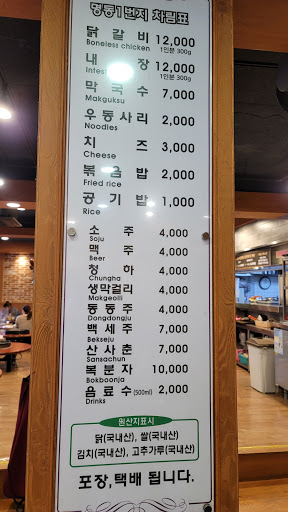 명동1번지 차림표
닭갈비 12,000
Boneless chicken 1인분 300g
내장 12,000
Intes 1인분 300g
막국수 7,000
Makguksu
우동사리 2,000
Noodles
치즈 3,000
Cheese
볶음밥 2,000
Fried rice
공기밥 1,000
Rice
소주 4,000
Soju
맥주 4,000
Beer
청하 4,000
Chungha
생막걸리 4,000
Makgeolli
동동주 4,000
Dongdongju
백세주 7,000
Bekseju
산사춘 7,000
Sansachun
복분자 10,000
Bokboonja
음료수(500ml) 2,000
Drinks
원산지표시
닭(국내산), 쌀(국내산)
김치(국내산), 고추가루(국내산)
포장,택배 됩니다.